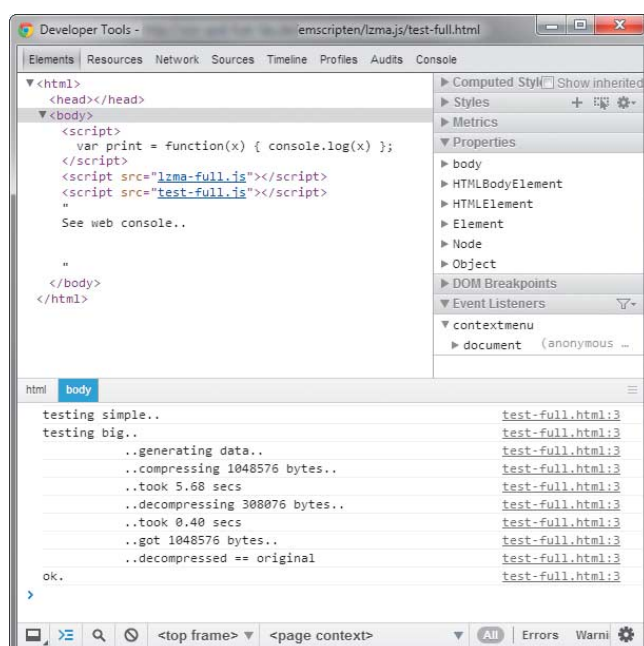 Developer Tools - emscripten/lzma.js/test-full.html
Elements Resources Network Sources Timeline Profiles Audits Console
▼<html>
<head></head>
▼<body>
<script>
var print = function(x) { console.log(x) };
</script>
<script src="lzma-full.js"></script>
<script src="test-full.js"></script>
"
See web console..
"
</body>
</html>
▶ Computed Style Show inherited
▶ Styles
▶ Metrics
▼ Properties
▶ body
▶ HTMLBodyElement
▶ HTMLElement
▶ Element
▶ Node
▶ Object
▶ DOM Breakpoints
▼ Event Listeners
▼ contextmenu
▶ document (anonymous …
html body
testing simple.. test-full.html:3
testing big.. test-full.html:3
..generating data.. test-full.html:3
..compressing 1048576 bytes.. test-full.html:3
..took 5.68 secs test-full.html:3
..decompressing 308076 bytes.. test-full.html:3
..took 0.40 secs test-full.html:3
..got 1048576 bytes.. test-full.html:3
..decompressed == original test-full.html:3
ok. test-full.html:3
>
<top frame> ▼ <page context> ▼ All Errors Warni